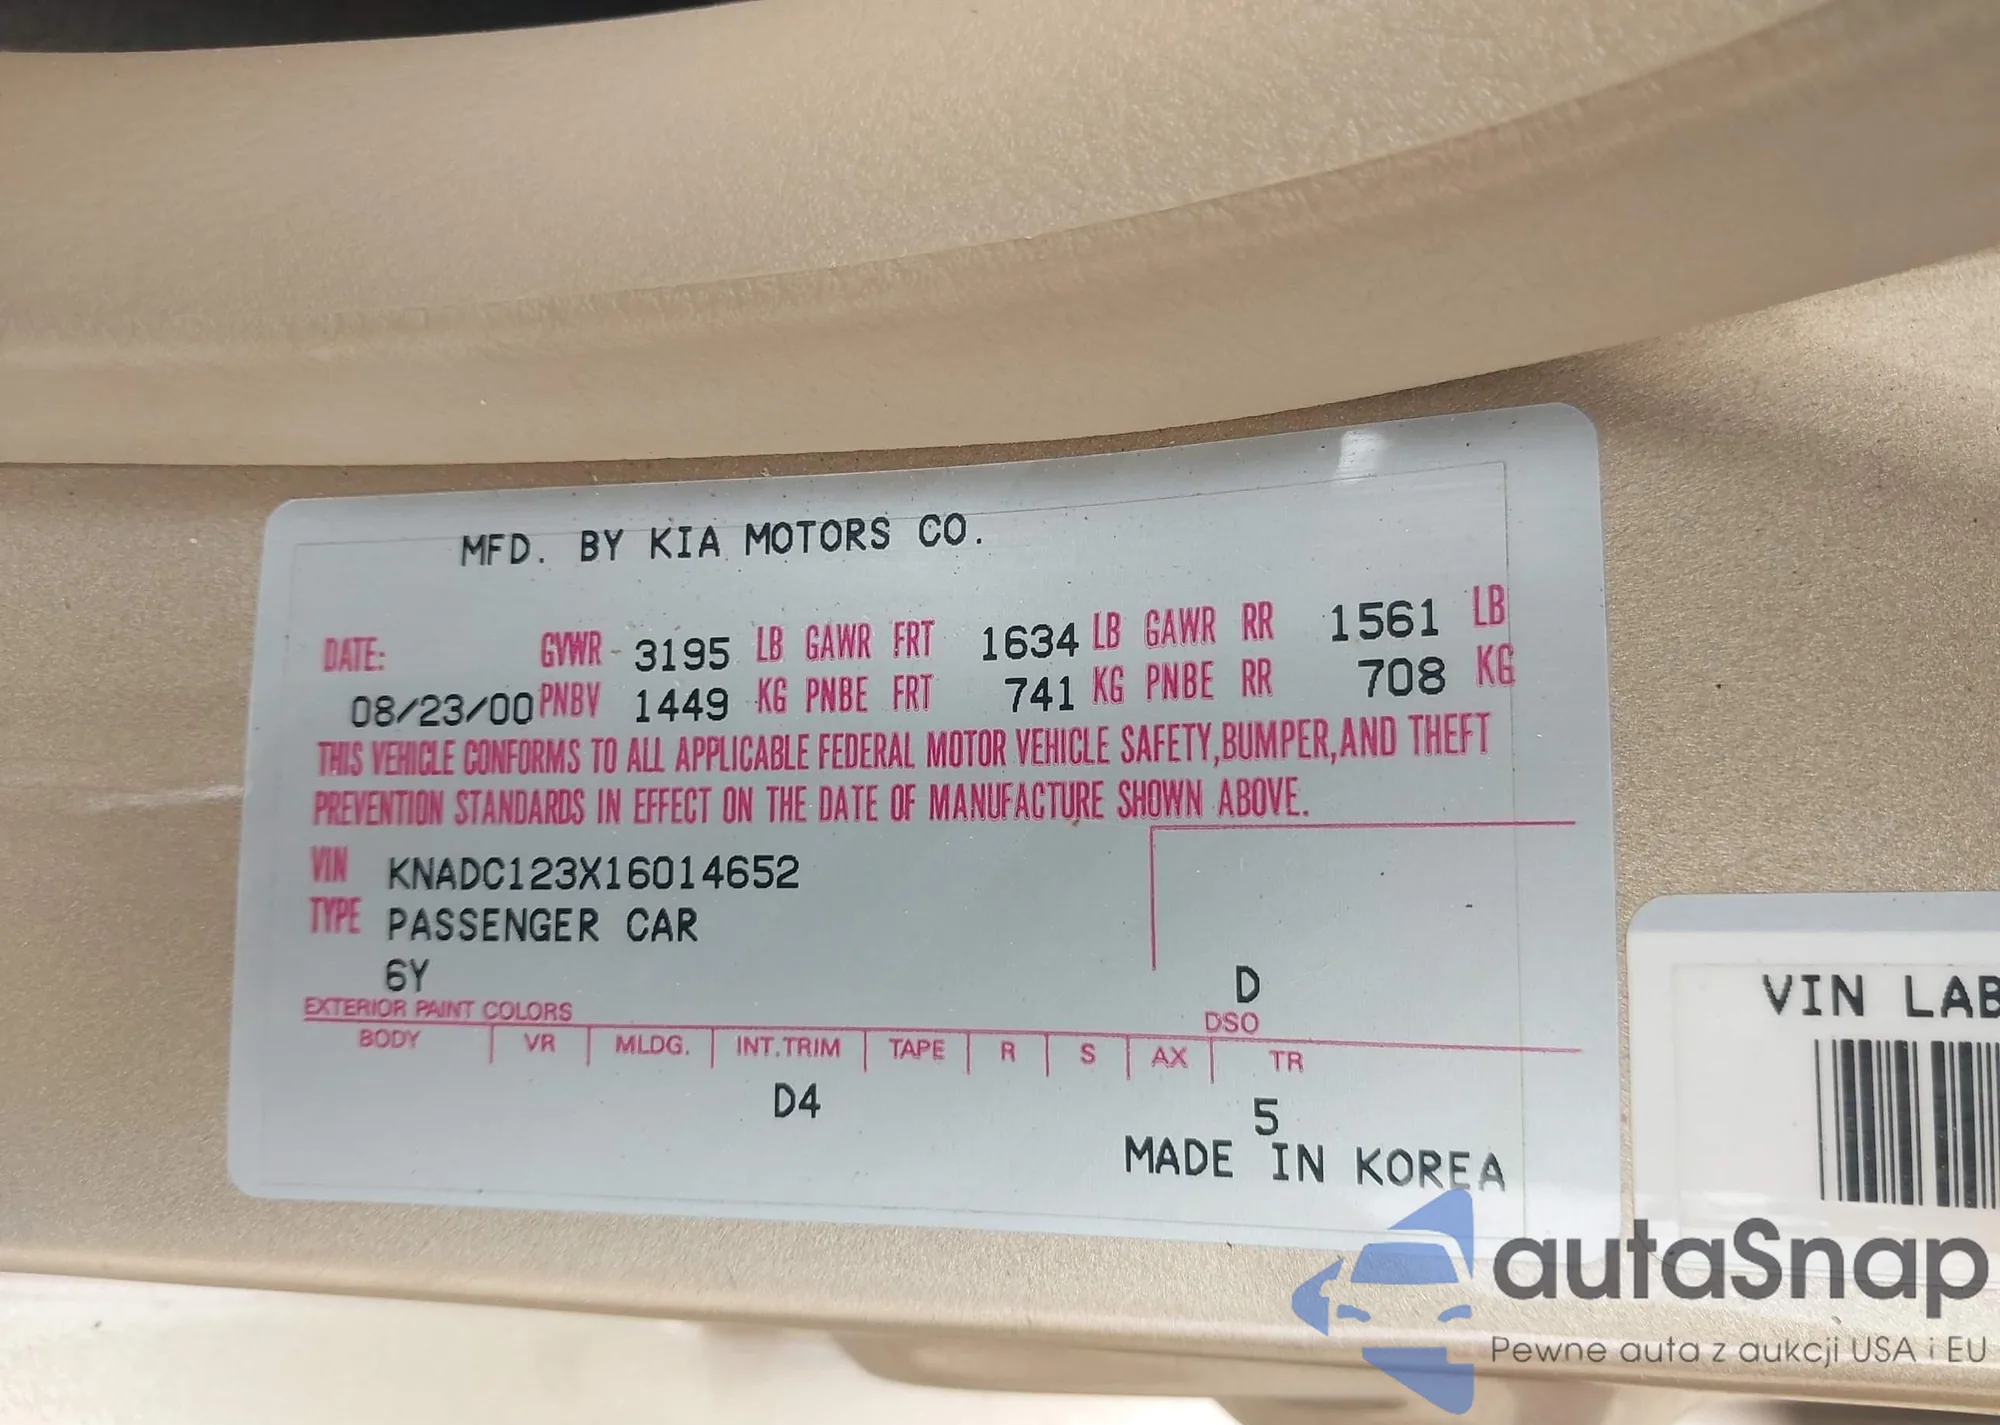 MFD. BY KIA MOTORS CO.
DATE: GVWR 3195 LB GAWR FRT 1634 LB GAWR RR 1561 LB
08/23/00 PNBV 1449 KG PNBE FRT 741 KG PNBE RR 708 KG
THIS VEHICLE CONFORMS TO ALL APPLICABLE FEDERAL MOTOR VEHICLE SAFETY,BUMPER,AND THEFT
PREVENTION STANDARDS IN EFFECT ON THE DATE OF MANUFACTURE SHOWN ABOVE.
VIN KNADC123X16014652
TYPE PASSENGER CAR
6Y D
EXTERIOR PAINT COLORS DSO
BODY VR MLDG. INT.TRIM TAPE R S AX TR
D4 5
MADE IN KOREA
VIN LAB
autaSnap
Pewne auta z aukcji USA i EU